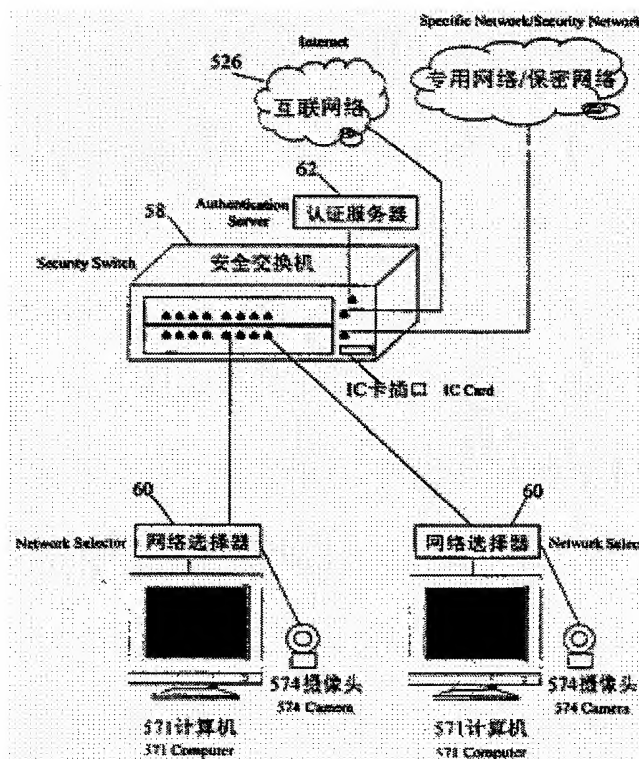 Specific Network/Security Network
Internet
526
互联网络
专用网络/保密网络
62
Authentication
Server
认证服务器
58
Security Switch
安全交换机
IC卡插口 IC Card
60
60
Network Selector
网络选择器
网络选择器
Network Selec
574摄像头
574 Camera
574摄像头
574 Camera
571计算机
571 Computer
571计算机
571 Computer